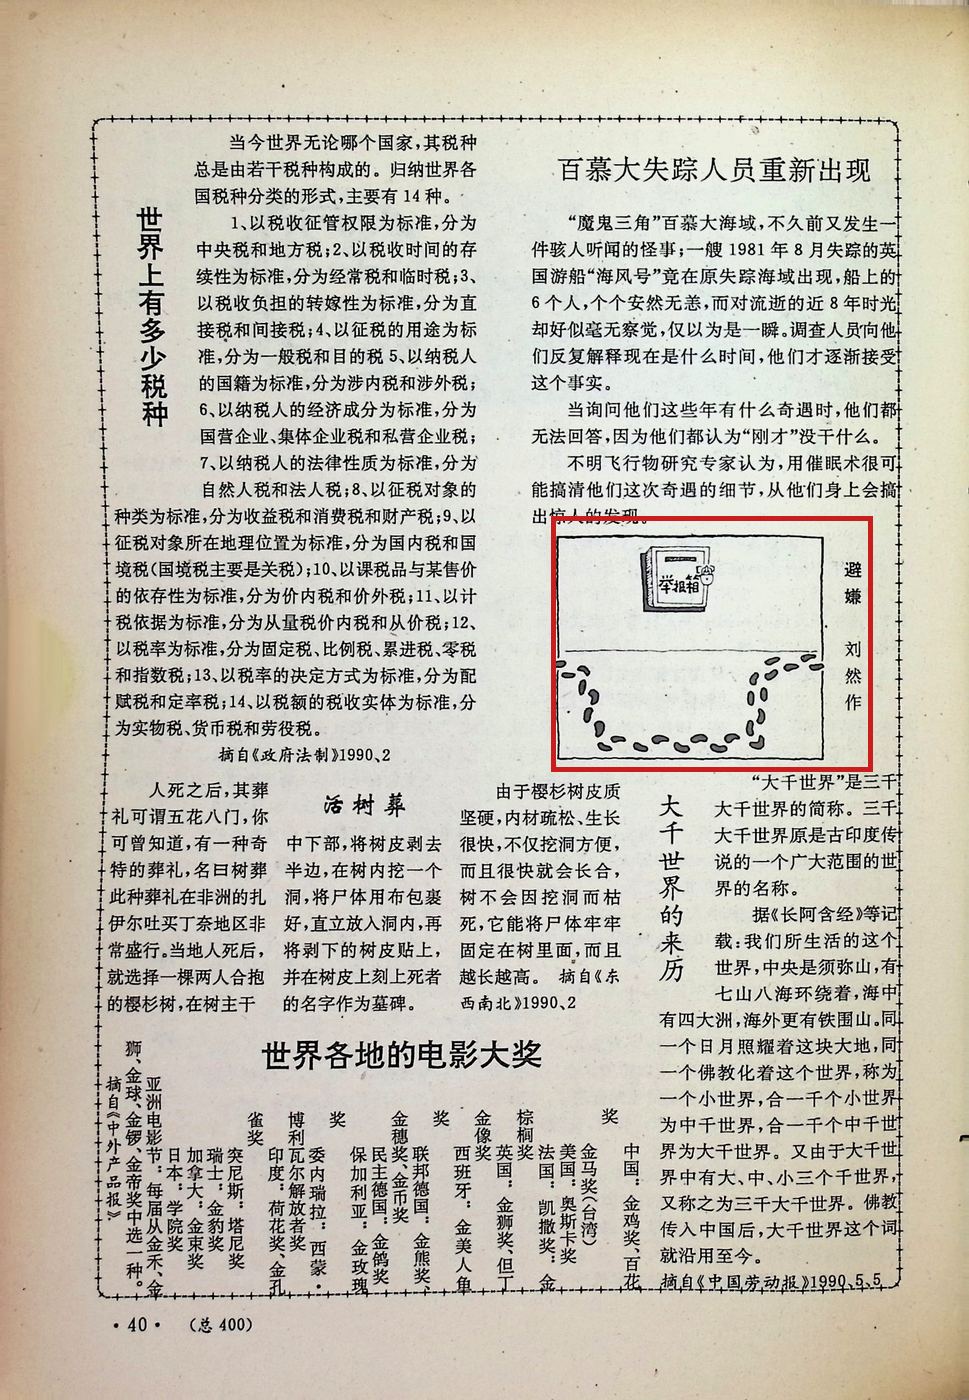 世界上有多少税种
当今世界无论哪个国家,其税种
总是由若干税种构成的。归纳世界各
国税种分类的形式,主要有14种。
1、以税收征管权限为标准,分为
中央税和地方税;2、以税收时间的存
续性为标准,分为经常税和临时税;3、
以税收负担的转嫁性为标准,分为直
接税和间接税;4、以征税的用途为标
准,分为一般税和目的税5、以纳税人
的国籍为标准,分为涉内税和涉外税;
6、以纳税人的经济成分为标准,分为
国营企业、集体企业税和私营企业税;
7、以纳税人的法律性质为标准,分为
自然人税和法人税;8、以征税对象的
种类为标准,分为收益税和消费税和财产税;9、以
征税对象所在地理位置为标准,分为国内税和国
境税(国境税主要是关税);10、以课税品与某售价
的依存性为标准,分为价内税和价外税;11、以计
税依据为标准,分为从量税价内税和从价税;12、
以税率为标准,分为固定税、比例税、累进税、零税
和指数税;13、以税率的决定方式为标准,分为配
赋税和定率税;14、以税额的税收实体为标准,分
为实物税、货币税和劳役税。
摘自《政府法制》1990、2
百慕大失踪人员重新出现
“魔鬼三角”百慕大海域,不久前又发生一
件骇人听闻的怪事;一艘1981年8月失踪的英
国游船“海风号”竟在原失踪海域出现,船上的
6个人,个个安然无恙,而对流逝的近8年时光
却好似毫无察觉,仅以为是一瞬。调查人员向他
们反复解释现在是什么时间,他们才逐渐接受
这个事实。
当询问他们这些年有什么奇遇时,他们都
无法回答,因为他们都认为“刚才”没干什么。
不明飞行物研究专家认为,用催眠术很可
能搞清他们这次奇遇的细节,从他们身上会搞
出惊人的发现。
举报箱
避嫌 刘然作
活树葬
人死之后,其葬
礼可谓五花八门,你
可曾知道,有一种奇
特的葬礼,名曰树葬
此种葬礼在非洲的扎
伊尔吐买丁奈地区非
常盛行。当地人死后,
就选择一棵两人合抱
的樱杉树,在树主干
中下部,将树皮剥去
半边,在树内挖一个
洞,将尸体用布包裹
好,直立放入洞内,再
将剥下的树皮贴上,
并在树皮上刻上死者
的名字作为墓碑。
由于樱杉树皮质
坚硬,内材疏松、生长
很快,不仅挖洞方便,
而且很快就会长合,
树不会因挖洞而枯
死,它能将尸体牢牢
固定在树里面,而且
越长越高。 摘自《东
西南北》1990、2
大千世界的来历
“大千世界”是三千
大千世界的简称。三千
大千世界原是古印度传
说的一个广大范围的世
界的名称。
据《长阿含经》等记
载:我们所生活的这个
世界,中央是须弥山,有
七山八海环绕着,海中
有四大洲,海外更有铁围山。同
一个日月照耀着这块大地,同
一个佛教化着这个世界,称为
一个小世界,合一千个小世界
为中千世界,合一千个中千世
界为大千世界。又由于大千世
界中有大、中、小三个千世界,
又称之为三千大千世界。佛教
传入中国后,大千世界这个词
就沿用至今。
摘自《中国劳动报》1990、5、5
世界各地的电影大奖
中国:金鸡奖、百花
奖
金马奖(台湾)
美国:奥斯卡奖
法国:凯撒奖;金
棕榈奖
英国:金狮奖、但丁
金像奖
西班牙:金美人鱼
奖
联邦德国:金熊奖、
金穗奖、金币奖
民主德国:金鸽奖
保加利亚:金玫瑰
奖
委内瑞拉:西蒙·
博利瓦尔解放者奖
印度:荷花奖、金孔
雀奖
突尼斯:塔尼奖
瑞士:金豹奖
加拿大:金束奖
日本:学院奖
亚洲电影节:每届从金禾、金
狮、金球、金锣、金帝奖中选一种。
摘自《中外产品报》
·40· (总400)